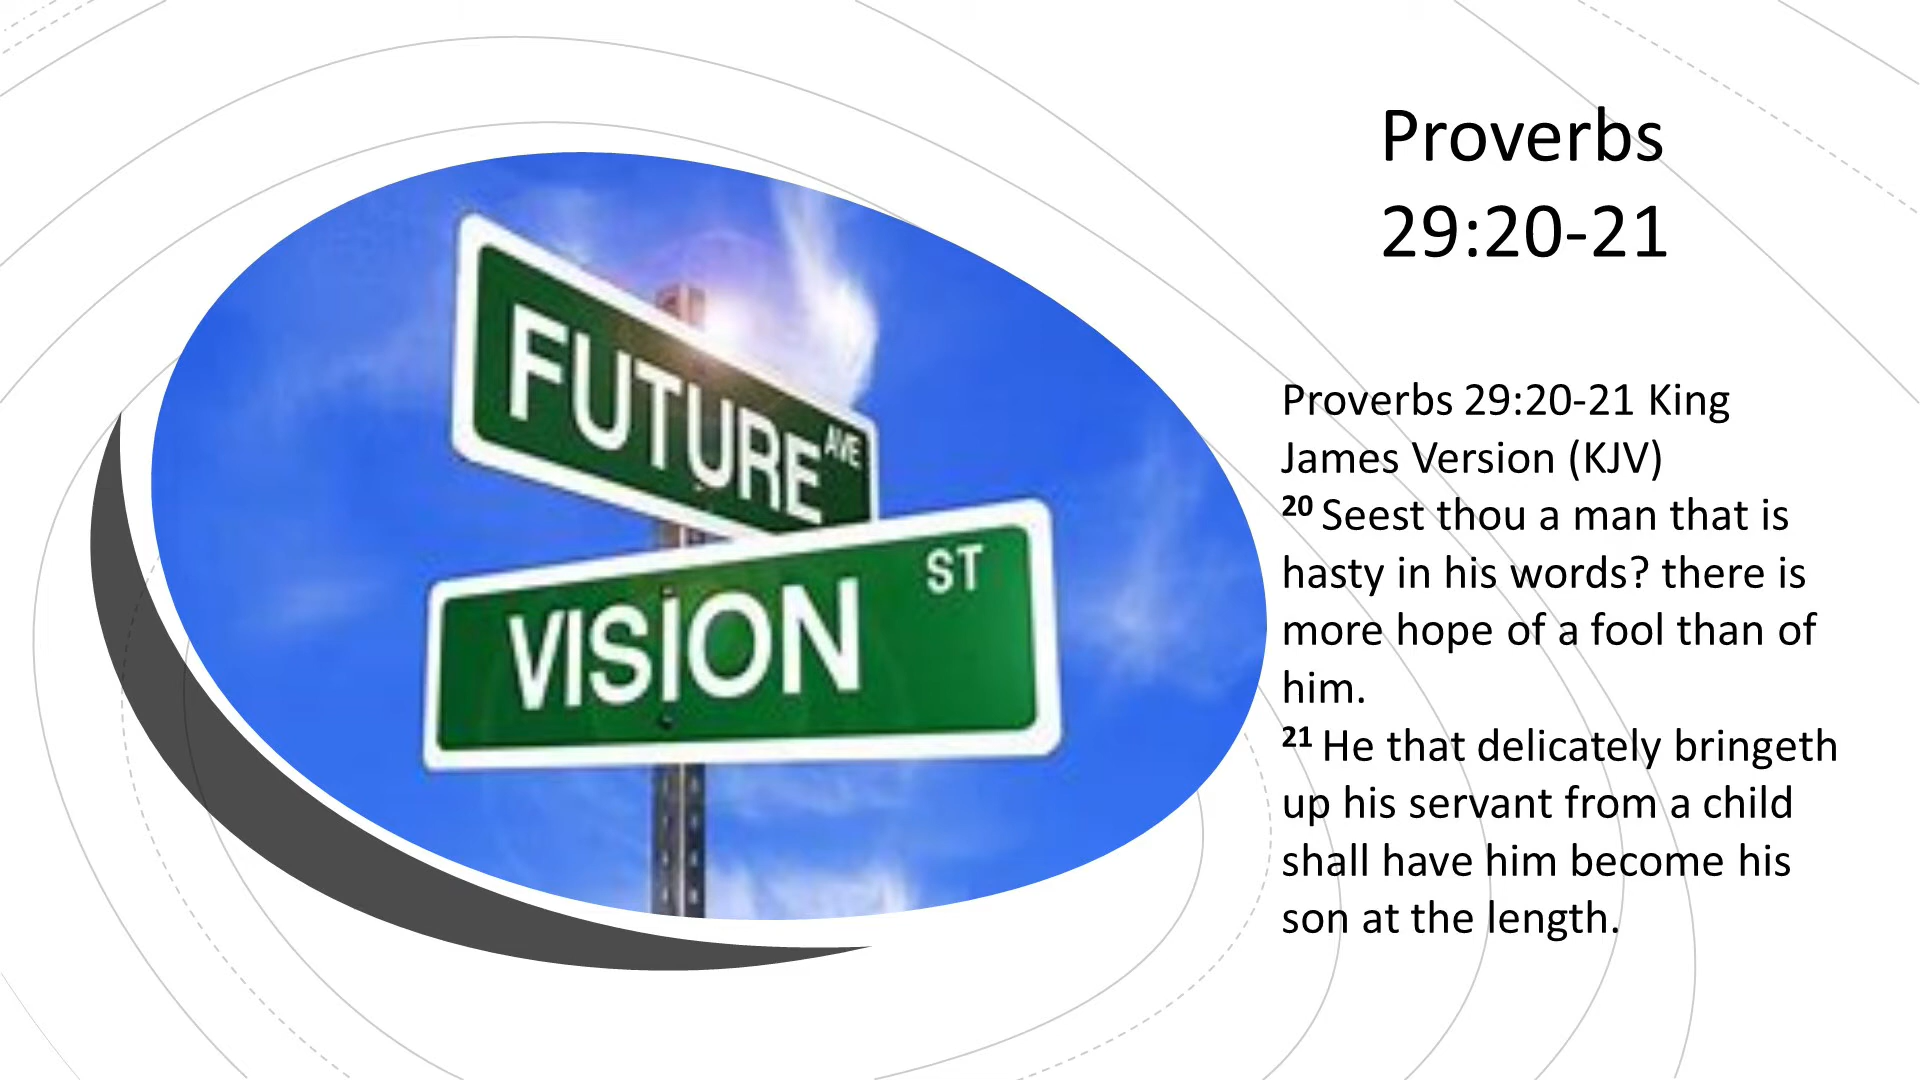 FUTURE AVE
VISION ST
Proverbs
29:20-21
Proverbs 29:20-21 King
James Version (KJV)
20 Seest thou a man that is
hasty in his words? there is
more hope of a fool than of
him.
21 He that delicately bringeth
up his servant from a child
shall have him become his
son at the length.